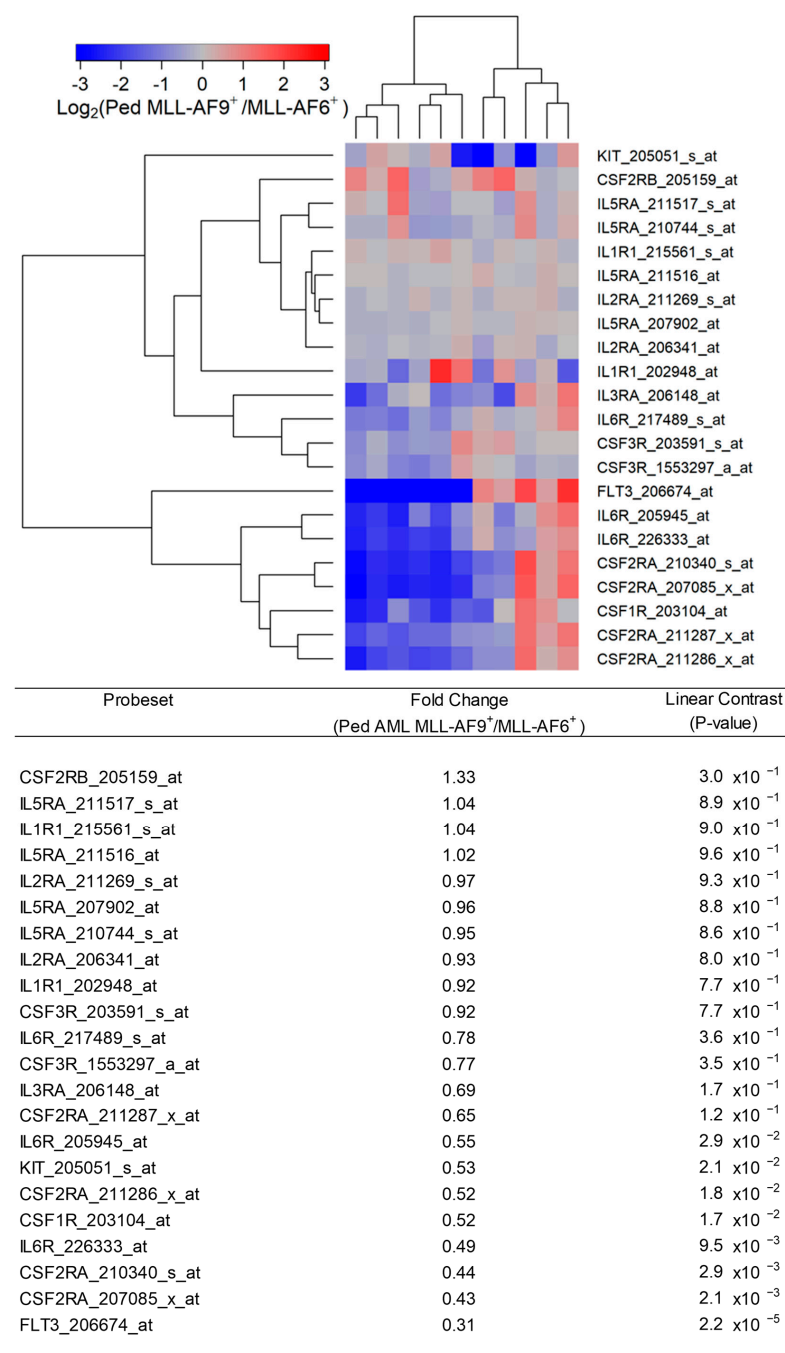 -3 -2 -1 0 1 2 3
Log2(Ped MLL-AF9+/MLL-AF6+)
KIT_205051_s_at
CSF2RB_205159_at
IL5RA_211517_s_at
IL5RA_210744_s_at
IL1R1_215561_s_at
IL5RA_211516_at
IL2RA_211269_s_at
IL5RA_207902_at
IL2RA_206341_at
IL1R1_202948_at
IL3RA_206148_at
IL6R_217489_s_at
CSF3R_203591_s_at
CSF3R_1553297_a_at
FLT3_206674_at
IL6R_205945_at
IL6R_226333_at
CSF2RA_210340_s_at
CSF2RA_207085_x_at
CSF1R_203104_at
CSF2RA_211287_x_at
CSF2RA_211286_x_at
Probeset Fold Change Linear Contrast
(Ped AML MLL-AF9+/MLL-AF6+) (P-value)
CSF2RB_205159_at 1.33 3.0 x10 −1
IL5RA_211517_s_at 1.04 8.9 x10 −1
IL1R1_215561_s_at 1.04 9.0 x10 −1
IL5RA_211516_at 1.02 9.6 x10 −1
IL2RA_211269_s_at 0.97 9.3 x10 −1
IL5RA_207902_at 0.96 8.8 x10 −1
IL5RA_210744_s_at 0.95 8.6 x10 −1
IL2RA_206341_at 0.93 8.0 x10 −1
IL1R1_202948_at 0.92 7.7 x10 −1
CSF3R_203591_s_at 0.92 7.7 x10 −1
IL6R_217489_s_at 0.78 3.6 x10 −1
CSF3R_1553297_a_at 0.77 3.5 x10 −1
IL3RA_206148_at 0.69 1.7 x10 −1
CSF2RA_211287_x_at 0.65 1.2 x10 −1
IL6R_205945_at 0.55 2.9 x10 −2
KIT_205051_s_at 0.53 2.1 x10 −2
CSF2RA_211286_x_at 0.52 1.8 x10 −2
CSF1R_203104_at 0.52 1.7 x10 −2
IL6R_226333_at 0.49 9.5 x10 −3
CSF2RA_210340_s_at 0.44 2.9 x10 −3
CSF2RA_207085_x_at 0.43 2.1 x10 −3
FLT3_206674_at 0.31 2.2 x10 −5